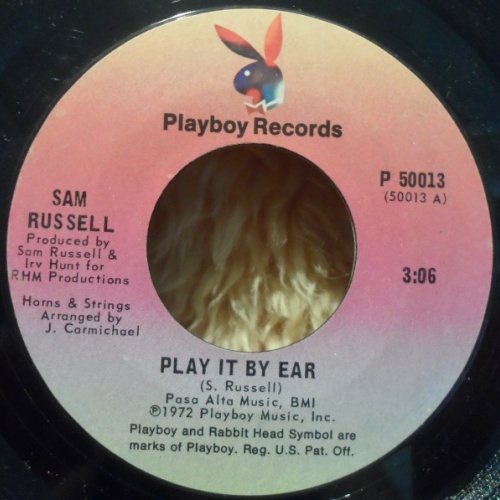 Playboy Records
P 50013
(50013 A)
SAM
RUSSELL
Produced by
Sam Russell &
Irv Hunt for
RHM Productions
3:06
Horns & Strings
Arranged by
J. Carmichael
PLAY IT BY EAR
(S. Russell)
Pasa Alta Music, BMI
℗1972 Playboy Music, Inc.
Playboy and Rabbit Head Symbol are
marks of Playboy. Reg. U.S. Pat. Off.